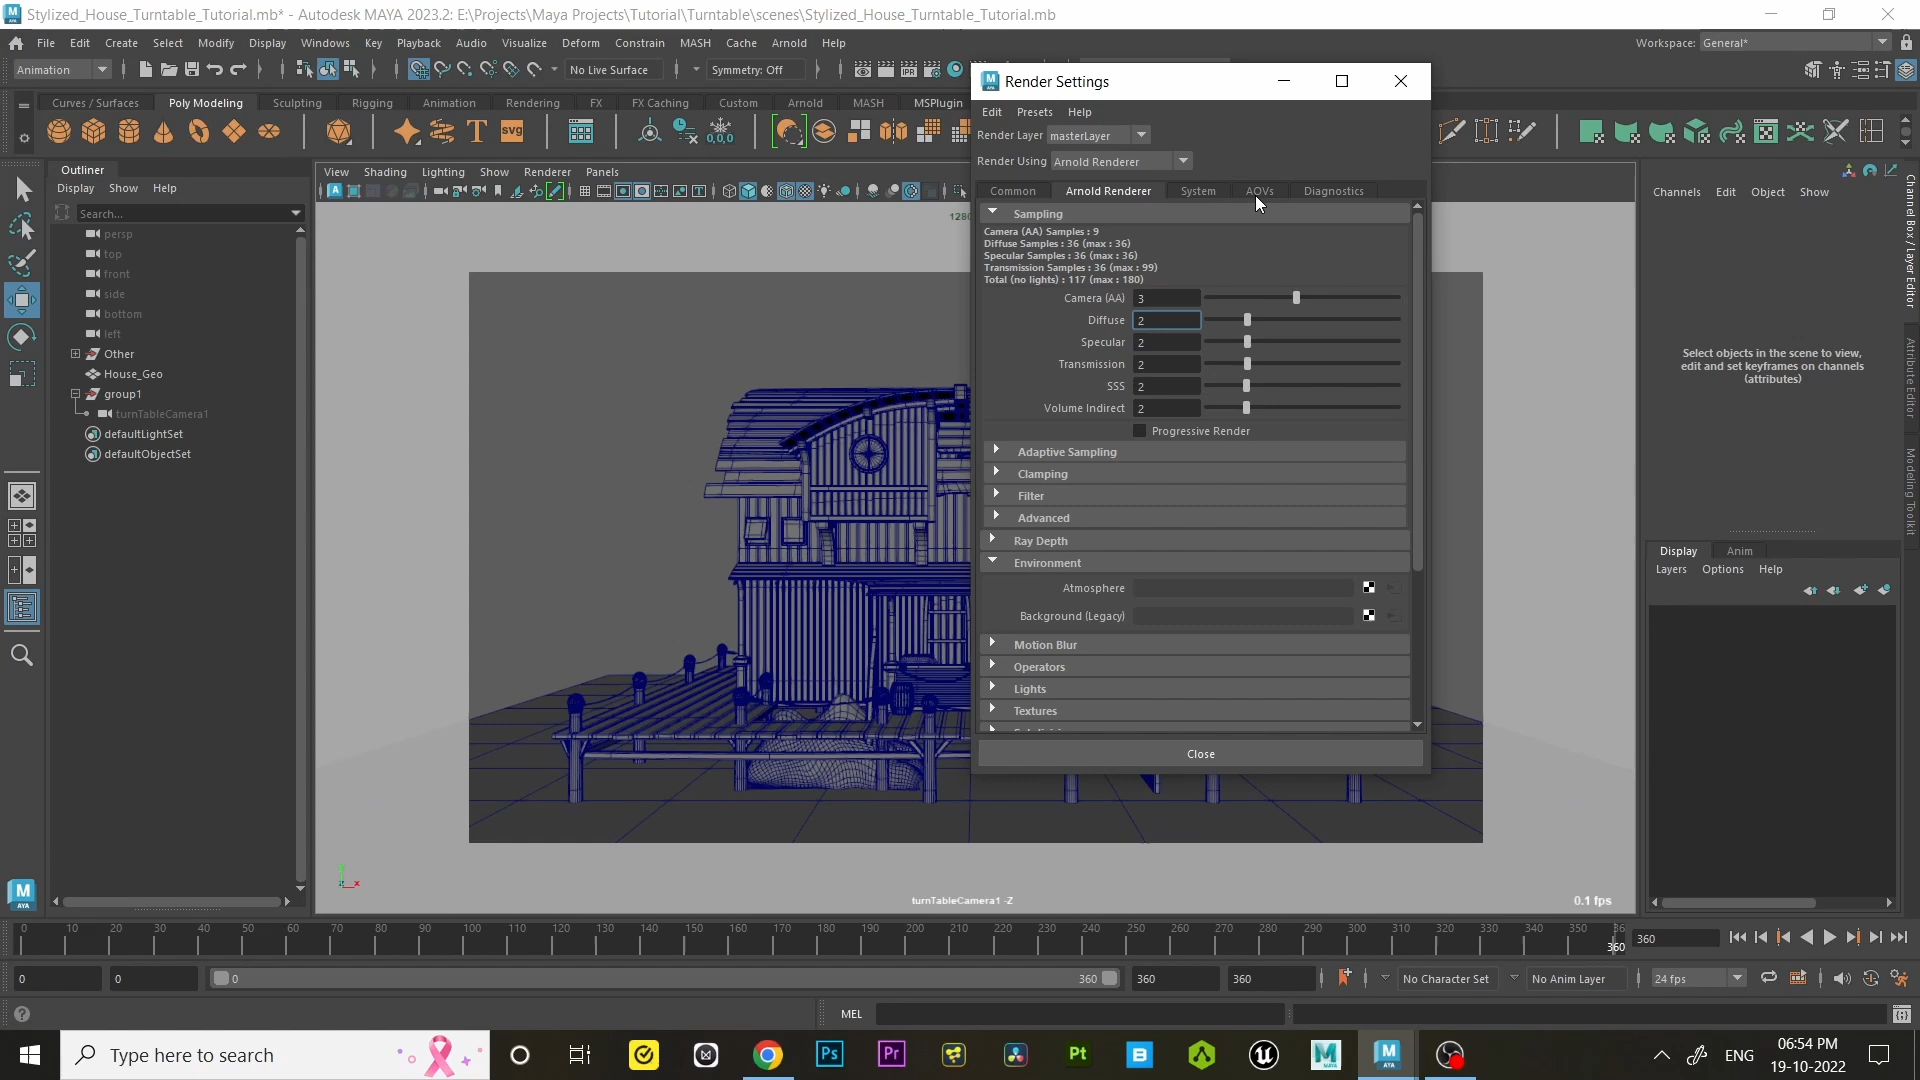 Stylized_House_Turntable_Tutorial.mb* - Autodesk MAYA 2023.2: E:\Projects\Maya Projects\Tutorial\Turntable\scenes\Stylized_House_Turntable_Tutorial.mb
File Edit Create Select Modify Display Windows Key Playback Audio Visualize Deform Constrain MASH Cache Arnold Help
Workspace: General*
Animation
No Live Surface
Symmetry: Off
Curves / Surfaces Poly Modeling Sculpting Rigging Animation Rendering FX FX Caching Custom Arnold MASH MSPlugin
svg
0,0,0
Outliner
Display Show Help
Search...
persp
top
front
side
bottom
left
Other
House_Geo
group1
turnTableCamera1
defaultLightSet
defaultObjectSet
View Shading Lighting Show Renderer Panels
1280
turnTableCamera1 -Z
0.1 fps
Render Settings
Edit Presets Help
Render Layer masterLayer
Render Using Arnold Renderer
Common Arnold Renderer System AOVs Diagnostics
Sampling
Camera (AA) Samples : 9
Diffuse Samples : 36 (max : 36)
Specular Samples : 36 (max : 36)
Transmission Samples : 36 (max : 99)
Total (no lights) : 117 (max : 180)
Camera (AA) 3
Diffuse 2
Specular 2
Transmission 2
SSS 2
Volume Indirect 2
Progressive Render
Adaptive Sampling
Clamping
Filter
Advanced
Ray Depth
Environment
Atmosphere
Background (Legacy)
Motion Blur
Operators
Lights
Textures
Close
Channels Edit Object Show
Select objects in the scene to view,
edit and set keyframes on channels
(attributes)
Channel Box / Layer Editor
Attribute Editor
Modeling Toolkit
Display Anim
Layers Options Help
0 10 20 30 40 50 60 70 80 90 100 110 120 130 140 150 160 170 180 190 200 210 220 230 240 250 260 270 280 290 300 310 320 330 340 350 36
360
360
0 0 0 360 360 360
No Character Set No Anim Layer 24 fps
MEL
Type here to search
Ps Pr Pt B
M
AYA
ENG
06:54 PM
19-10-2022